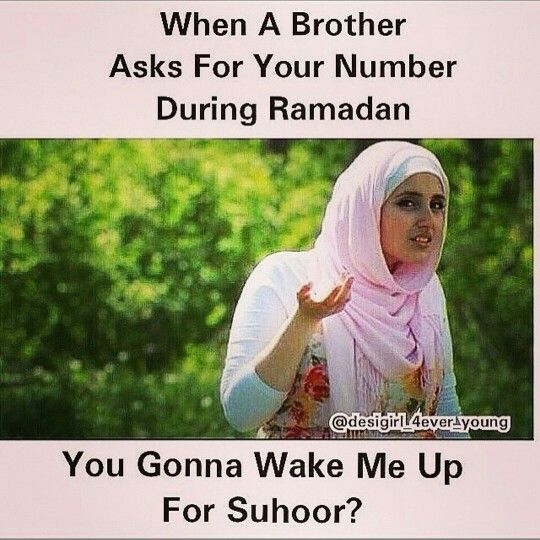 When A Brother
Asks For Your Number
During Ramadan
@desigirl_4ever_young
You Gonna Wake Me Up
For Suhoor?